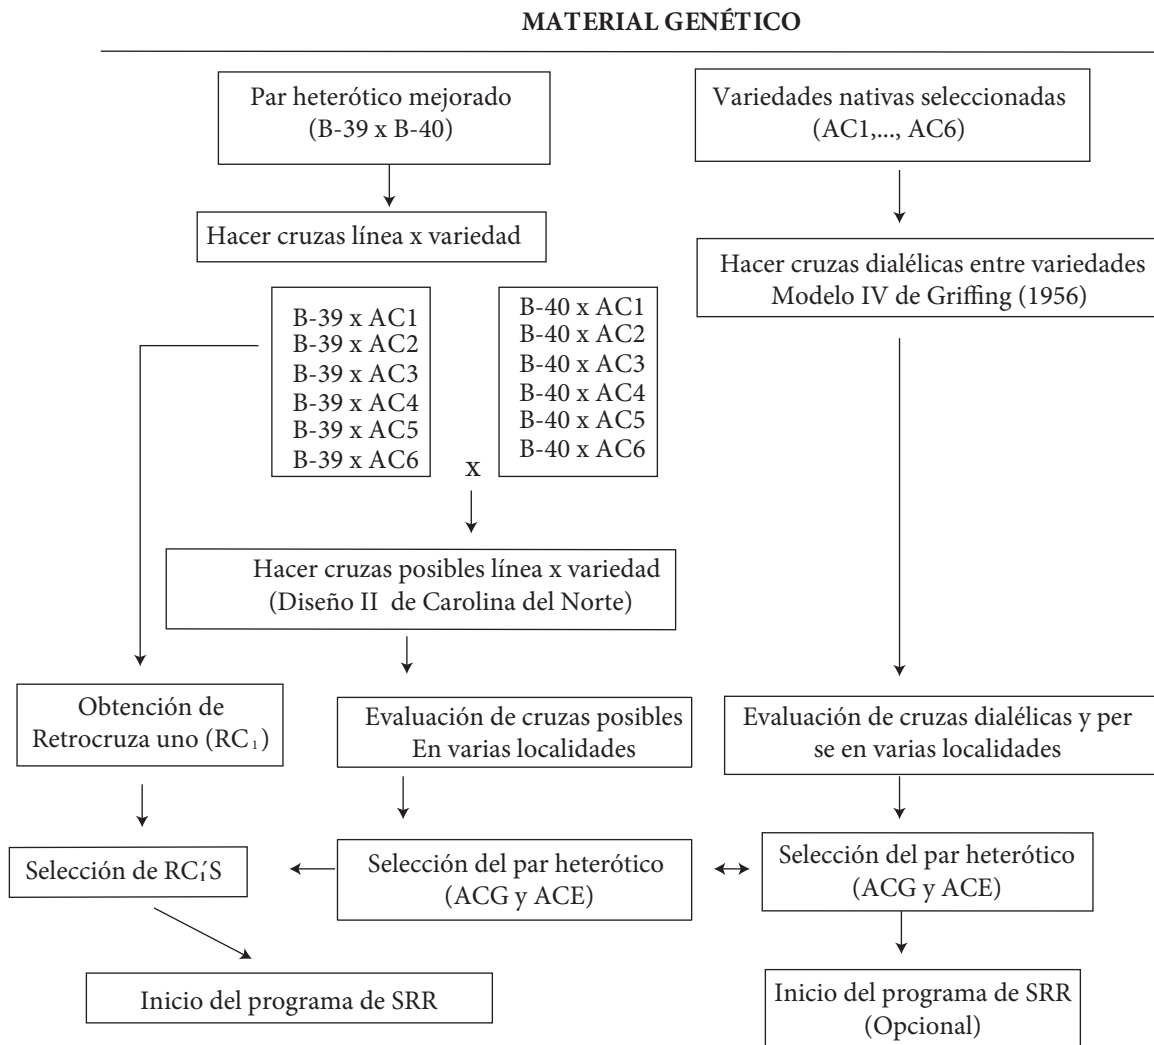 MATERIAL GENÉTICO
Par heterótico mejorado
(B-39 x B-40)
Variedades nativas seleccionadas
(AC1,..., AC6)
Hacer cruzas línea x variedad
Hacer cruzas dialélicas entre variedades
Modelo IV de Griffing (1956)
B-39 x AC1
B-39 x AC2
B-39 x AC3
B-39 x AC4
B-39 x AC5
B-39 x AC6
x
B-40 x AC1
B-40 x AC2
B-40 x AC3
B-40 x AC4
B-40 x AC5
B-40 x AC6
Hacer cruzas posibles línea x variedad
(Diseño II de Carolina del Norte)
Obtención de
Retrocruza uno (RC₁)
Evaluación de cruzas posibles
En varias localidades
Evaluación de cruzas dialélicas y per
se en varias localidades
Selección de RC₁´S
Selección del par heterótico
(ACG y ACE)
Selección del par heterótico
(ACG y ACE)
Inicio del programa de SRR
Inicio del programa de SRR
(Opcional)